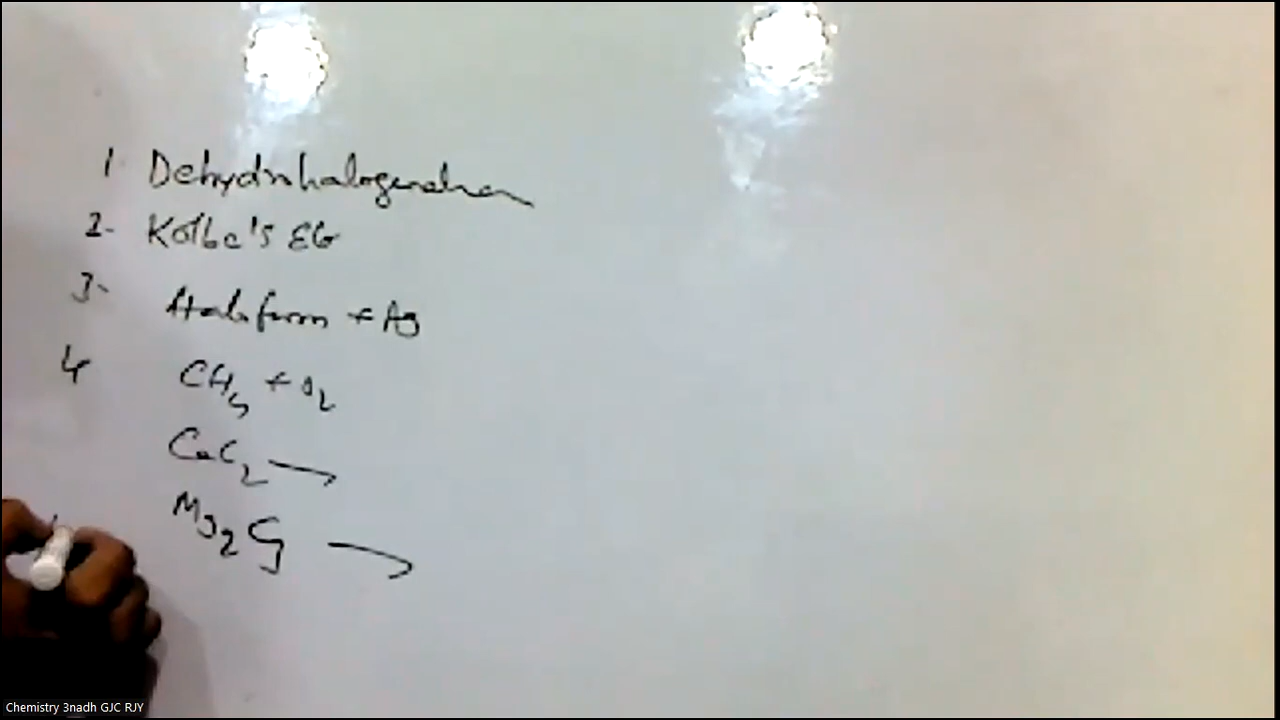 1. Dehydrohalogenation
2. Kolbe's EG
3. Haloform + Ag
4 CH4 + O2
CaC2 →
Mg2C3 →
Chemistry 3nadh GJC RJY